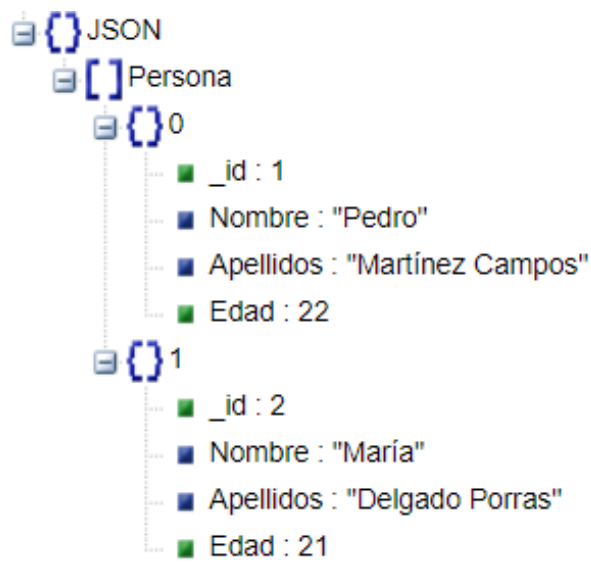 {} JSON
[] Persona
{} 0
_id : 1
Nombre : "Pedro"
Apellidos : "Martínez Campos"
Edad : 22
{} 1
_id : 2
Nombre : "María"
Apellidos : "Delgado Porras"
Edad : 21